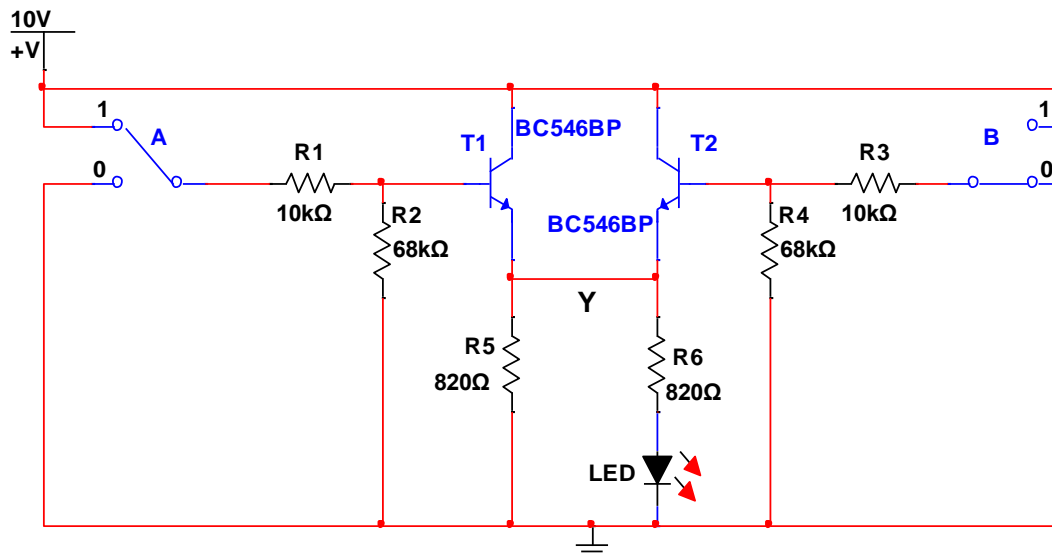 10V
+V
1
A
0
R1
10kΩ
R2
68kΩ
T1
BC546BP
T2
BC546BP
R3
10kΩ
R4
68kΩ
B
1
0
Y
R5
820Ω
R6
820Ω
LED